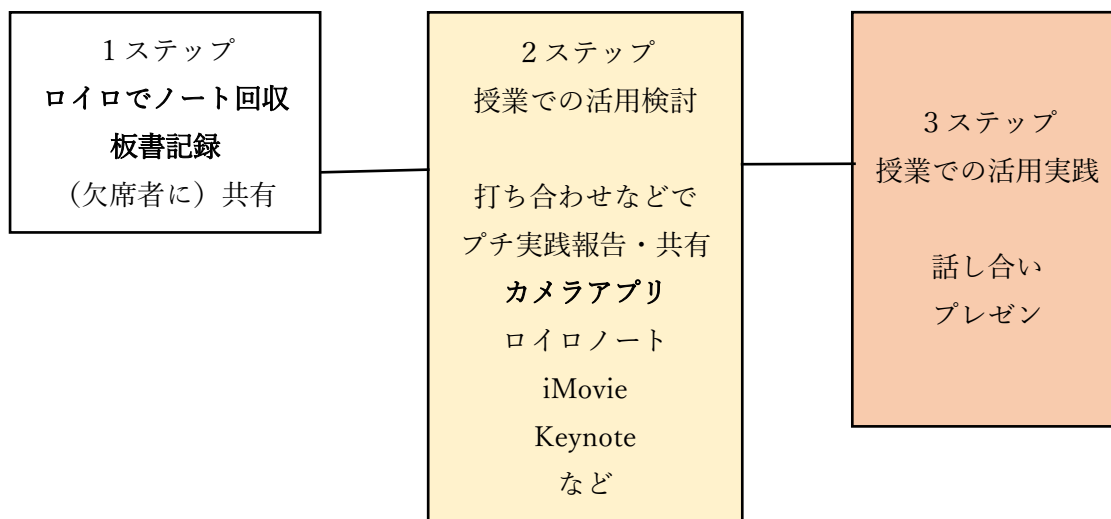 １ステップ
ロイロでノート回収
板書記録
（欠席者に）共有
２ステップ
授業での活用検討
打ち合わせなどで
プチ実践報告・共有
カメラアプリ
ロイロノート
iMovie
Keynote
など
３ステップ
授業での活用実践
話し合い
プレゼン